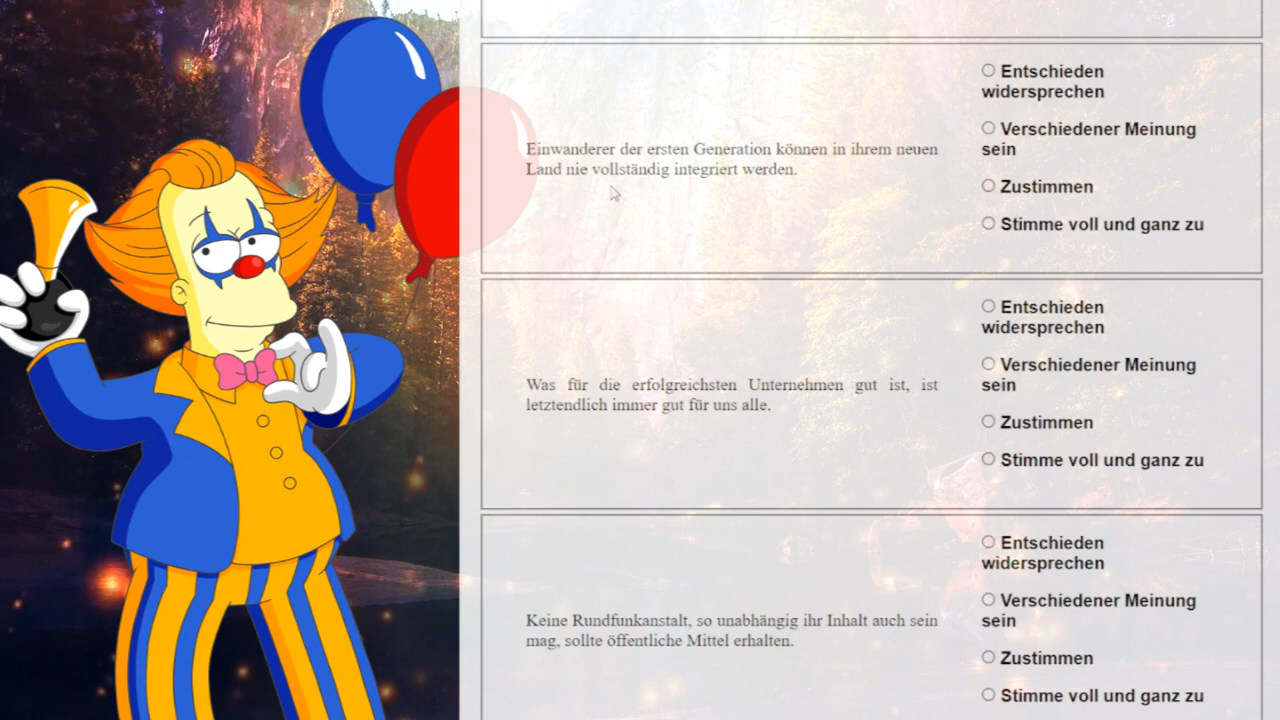 Einwanderer der ersten Generation können in ihrem neuen
Land nie vollständig integriert werden.
Entschieden
widersprechen
Verschiedener Meinung
sein
Zustimmen
Stimme voll und ganz zu
Was für die erfolgreichsten Unternehmen gut ist, ist
letztendlich immer gut für uns alle.
Entschieden
widersprechen
Verschiedener Meinung
sein
Zustimmen
Stimme voll und ganz zu
Keine Rundfunkanstalt, so unabhängig ihr Inhalt auch sein
mag, sollte öffentliche Mittel erhalten.
Entschieden
widersprechen
Verschiedener Meinung
sein
Zustimmen
Stimme voll und ganz zu